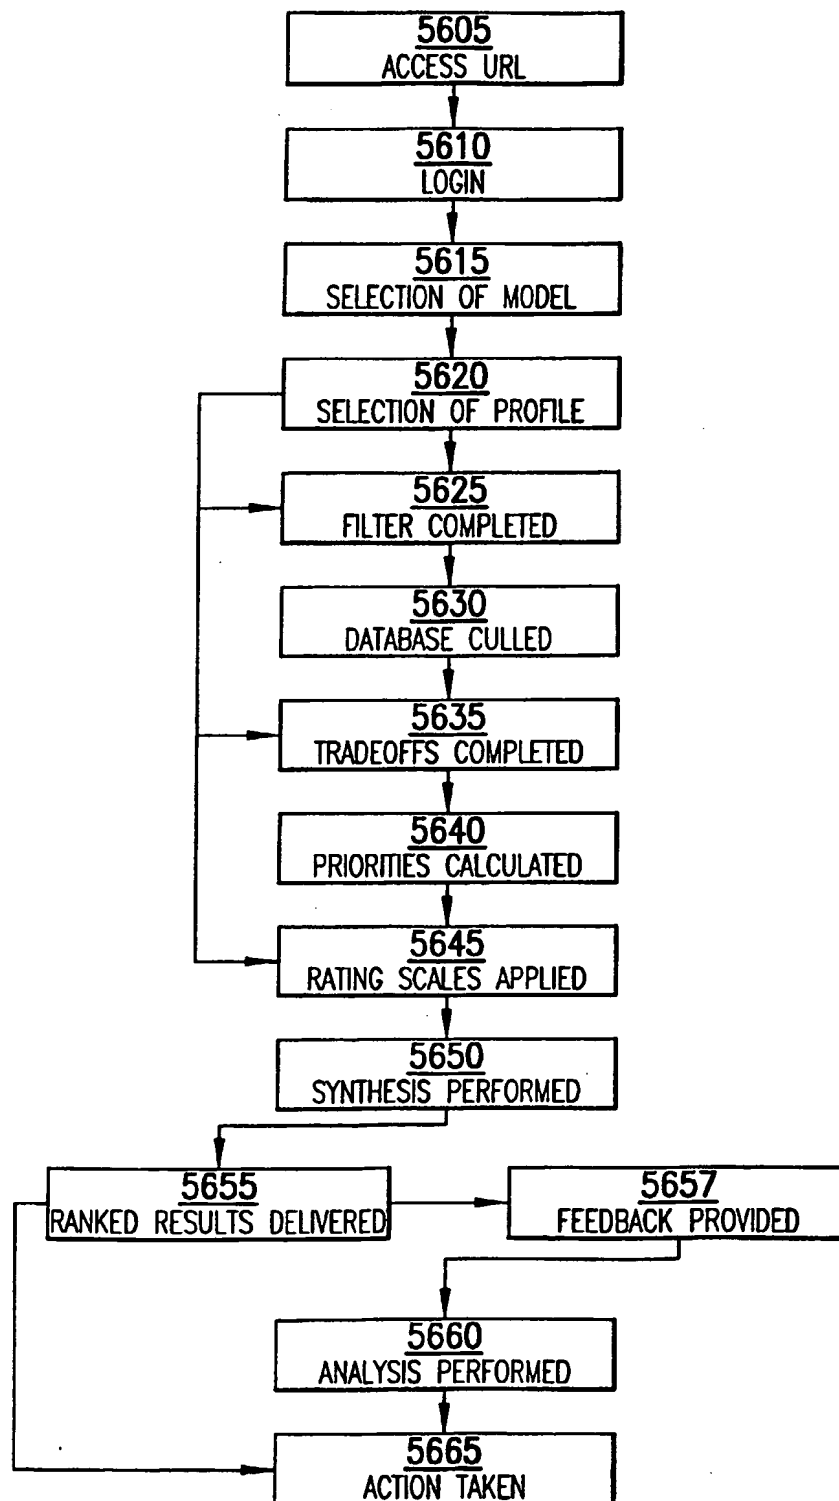 5605
ACCESS URL
5610
LOGIN
5615
SELECTION OF MODEL
5620
SELECTION OF PROFILE
5625
FILTER COMPLETED
5630
DATABASE CULLED
5635
TRADEOFFS COMPLETED
5640
PRIORITIES CALCULATED
5645
RATING SCALES APPLIED
5650
SYNTHESIS PERFORMED
5655
RANKED RESULTS DELIVERED
5657
FEEDBACK PROVIDED
5660
ANALYSIS PERFORMED
5665
ACTION TAKEN